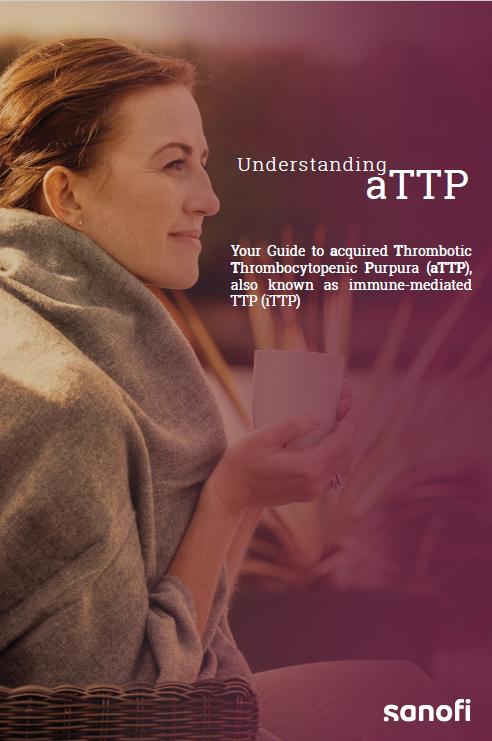 Understanding
aTTP
Your Guide to acquired Thrombotic
Thrombocytopenic Purpura (aTTP),
also known as immune-mediated
TTP (iTTP)
sanofi